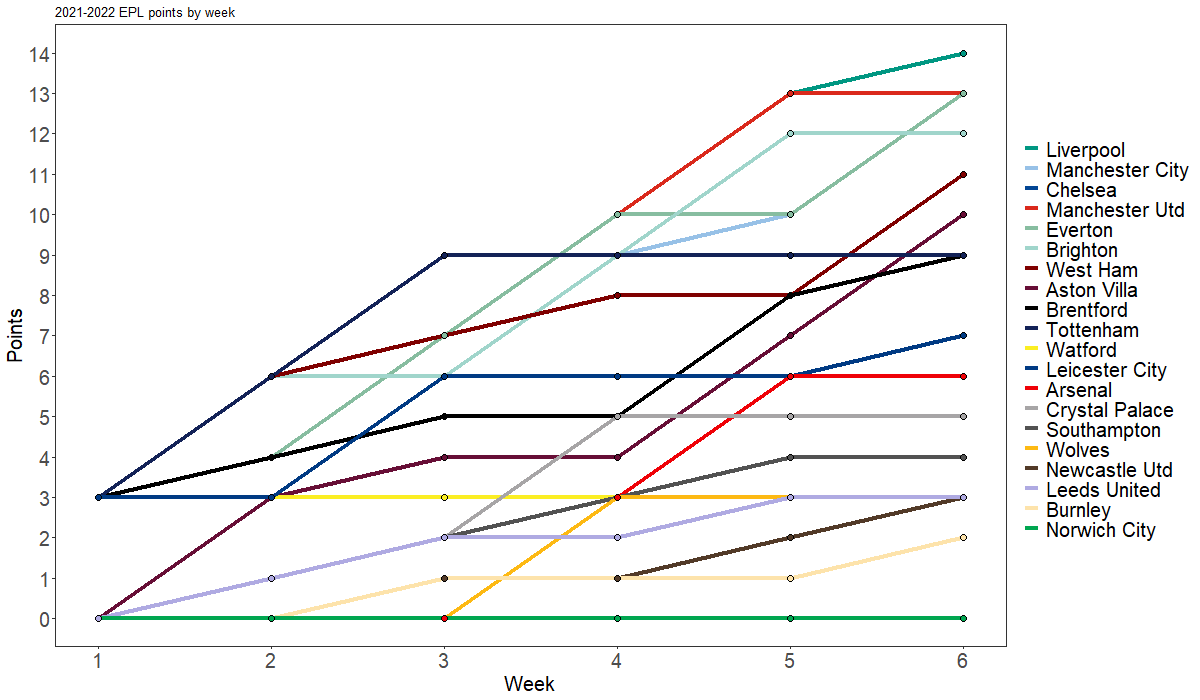 2021-2022 EPL points by week
Points
14
13
12
11
10
9
8
7
6
5
4
3
2
1
0
1 2 3 4 5 6
Week
Liverpool
Manchester City
Chelsea
Manchester Utd
Everton
Brighton
West Ham
Aston Villa
Brentford
Tottenham
Watford
Leicester City
Arsenal
Crystal Palace
Southampton
Wolves
Newcastle Utd
Leeds United
Burnley
Norwich City